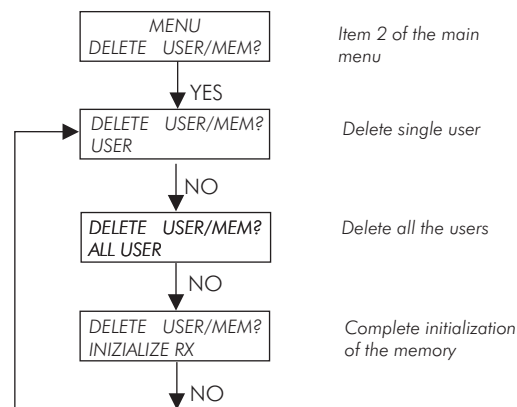 MENU
DELETE USER/MEM?
Item 2 of the main
menu
YES
DELETE USER/MEM?
USER
Delete single user
NO
DELETE USER/MEM?
ALL USER
Delete all the users
NO
DELETE USER/MEM?
INIZIALIZE RX
Complete initialization
of the memory
NO